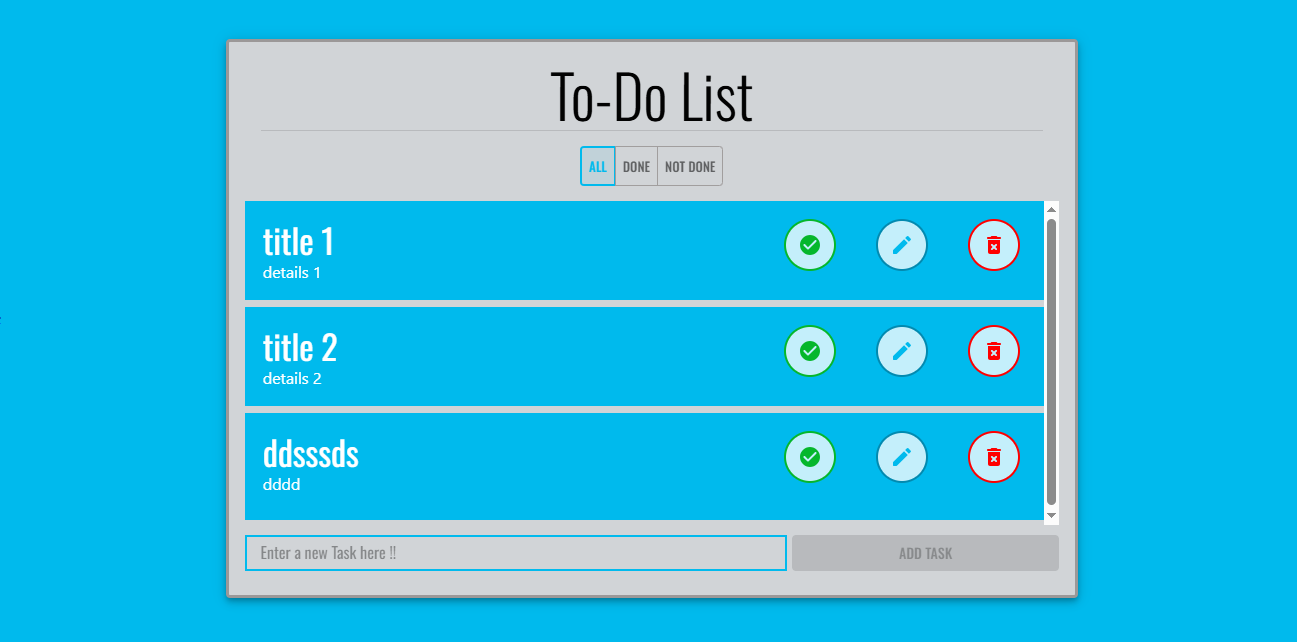 To-Do List
ALL DONE NOT DONE
title 1
details 1
title 2
details 2
ddsssds
dddd
Enter a new Task here !! ADD TASK